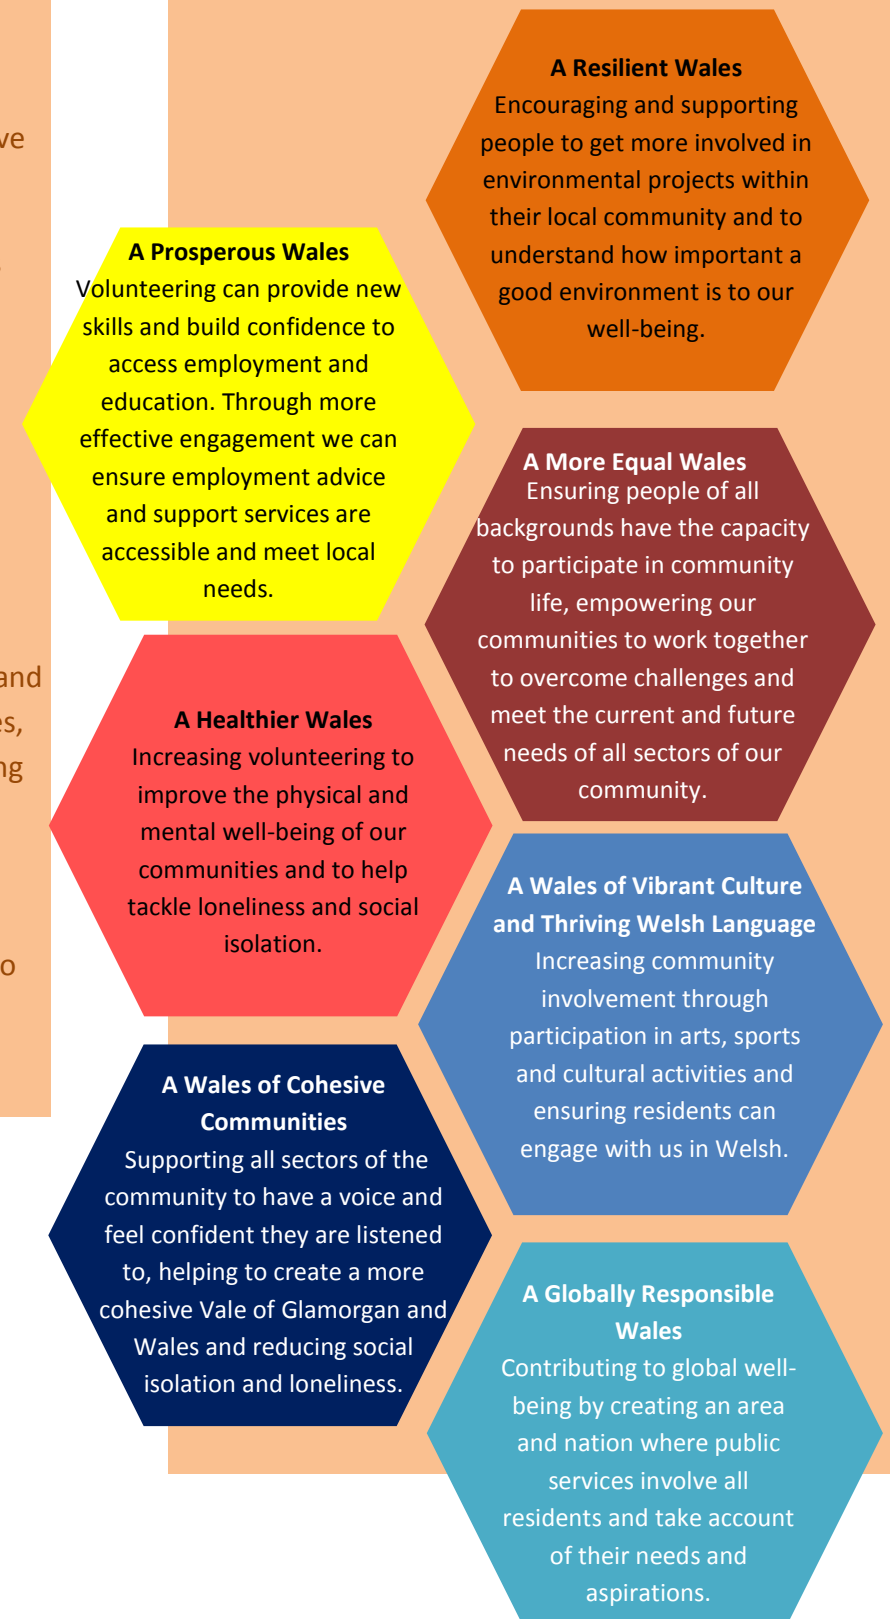 ve
and
es,
ng
o
A Resilient Wales
Encouraging and supporting
people to get more involved in
environmental projects within
their local community and to
understand how important a
good environment is to our
well-being.
A Prosperous Wales
Volunteering can provide new
skills and build confidence to
access employment and
education. Through more
effective engagement we can
ensure employment advice
and support services are
accessible and meet local
needs.
A More Equal Wales
Ensuring people of all
backgrounds have the capacity
to participate in community
life, empowering our
communities to work together
to overcome challenges and
meet the current and future
needs of all sectors of our
community.
A Healthier Wales
Increasing volunteering to
improve the physical and
mental well-being of our
communities and to help
tackle loneliness and social
isolation.
A Wales of Vibrant Culture
and Thriving Welsh Language
Increasing community
involvement through
participation in arts, sports
and cultural activities and
ensuring residents can
engage with us in Welsh.
A Wales of Cohesive
Communities
Supporting all sectors of the
community to have a voice and
feel confident they are listened
to, helping to create a more
cohesive Vale of Glamorgan and
Wales and reducing social
isolation and loneliness.
A Globally Responsible
Wales
Contributing to global well-
being by creating an area
and nation where public
services involve all
residents and take account
of their needs and
aspirations.